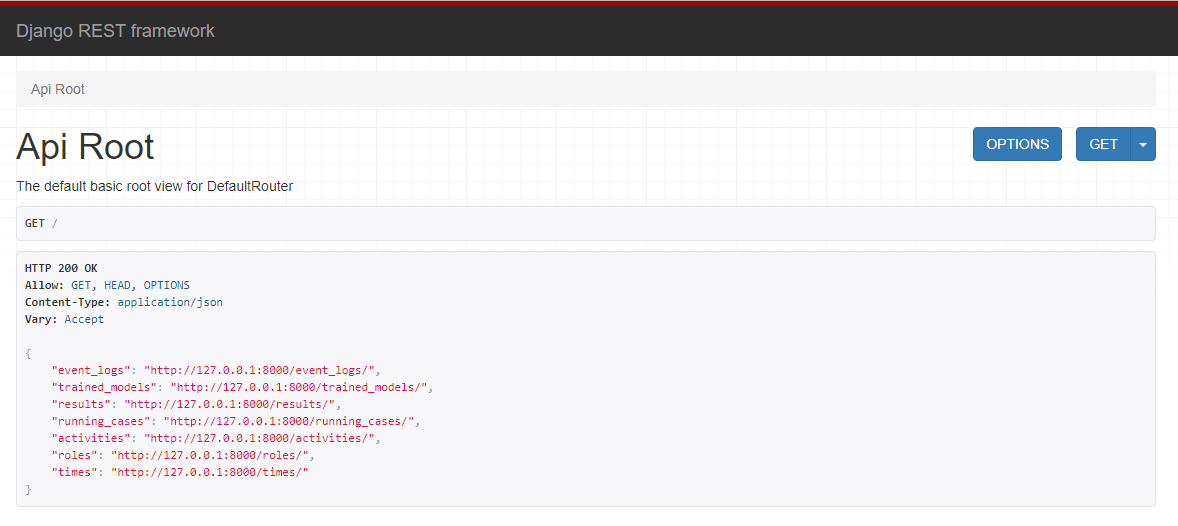 Django REST framework
Api Root
Api Root
OPTIONS
GET
The default basic root view for DefaultRouter
GET /
HTTP 200 OK
Allow: GET, HEAD, OPTIONS
Content-Type: application/json
Vary: Accept
{
    "event_logs": "http://127.0.0.1:8000/event_logs/",
    "trained_models": "http://127.0.0.1:8000/trained_models/",
    "results": "http://127.0.0.1:8000/results/",
    "running_cases": "http://127.0.0.1:8000/running_cases/",
    "activities": "http://127.0.0.1:8000/activities/",
    "roles": "http://127.0.0.1:8000/roles/",
    "times": "http://127.0.0.1:8000/times/"
}